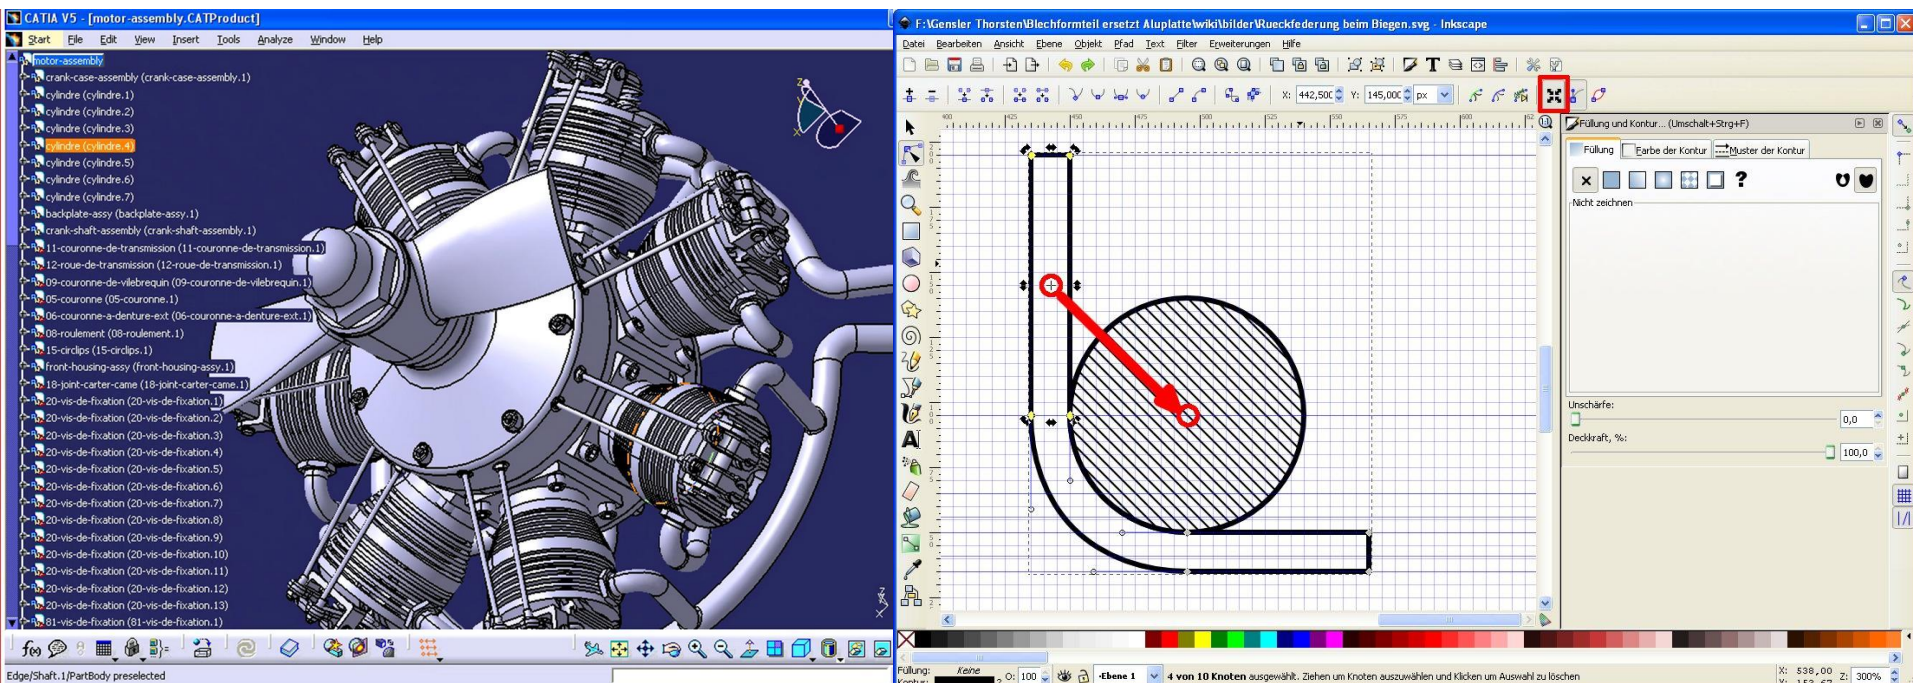 CATIA V5 - [motor-assembly.CATProduct]
Start File Edit View Insert Tools Analyze Window Help
motor-assembly
crank-case-assembly (crank-case-assembly.1)
cylindre (cylindre.1)
cylindre (cylindre.2)
cylindre (cylindre.3)
cylindre (cylindre.4)
cylindre (cylindre.5)
cylindre (cylindre.6)
cylindre (cylindre.7)
backplate-assy (backplate-assy.1)
crank-shaft-assembly (crank-shaft-assembly.1)
11-couronne-de-transmission (11-couronne-de-transmission.1)
12-roue-de-transmission (12-roue-de-transmission.1)
09-couronne-de-vilebrequin (09-couronne-de-vilebrequin.1)
05-couronne (05-couronne.1)
06-couronne-a-denture-ext (06-couronne-a-denture-ext.1)
08-roulement (08-roulement.1)
15-circlips (15-circlips.1)
front-housing-assy (front-housing-assy.1)
18-joint-carter-came (18-joint-carter-came.1)
20-vis-de-fixation (20-vis-de-fixation.1)
20-vis-de-fixation (20-vis-de-fixation.2)
20-vis-de-fixation (20-vis-de-fixation.3)
20-vis-de-fixation (20-vis-de-fixation.4)
20-vis-de-fixation (20-vis-de-fixation.5)
20-vis-de-fixation (20-vis-de-fixation.6)
20-vis-de-fixation (20-vis-de-fixation.7)
20-vis-de-fixation (20-vis-de-fixation.8)
20-vis-de-fixation (20-vis-de-fixation.9)
20-vis-de-fixation (20-vis-de-fixation.10)
20-vis-de-fixation (20-vis-de-fixation.11)
20-vis-de-fixation (20-vis-de-fixation.12)
20-vis-de-fixation (20-vis-de-fixation.13)
81-vis-de-fixation (81-vis-de-fixation.1)
f(x)
Edge/Shaft.1/PartBody preselected
F:\Gensler Thorsten\Blechformteil ersetzt Aluplatte\wiki\bilder\Rueckfederung beim Biegen.svg - Inkscape
Datei Bearbeiten Ansicht Ebene Objekt Pfad Text Filter Erweiterungen Hilfe
X: 442,500 Y: 145,000 px
Füllung und Kontur... (Umschalt+Strg+F)
Füllung Farbe der Kontur Muster der Kontur
Nicht zeichnen
Unschärfe:
0,0
Deckkraft, %:
100,0
Füllung: Keine
Kontur:
O: 100
-Ebene 1
4 von 10 Knoten ausgewählt. Ziehen um Knoten auszuwählen und Klicken um Auswahl zu löschen
X: 538,00
Z: 300%